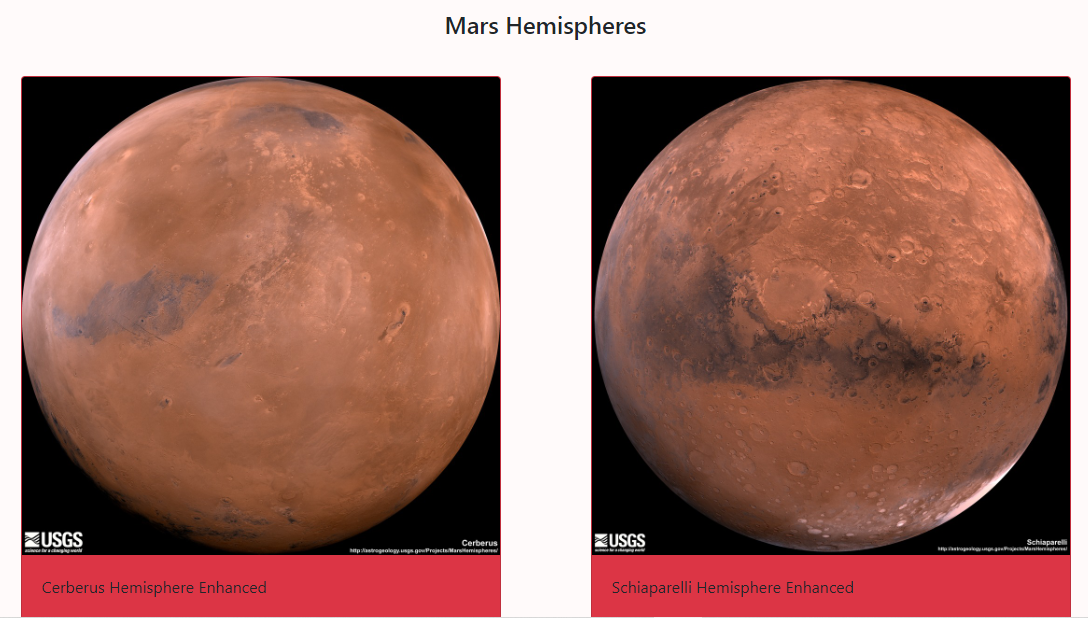 Mars Hemispheres
USGS
science for a changing world
Cerberus
http://astrogeology.usgs.gov/Projects/MarsHemispheres/
USGS
science for a changing world
Schiaparelli
http://astrogeology.usgs.gov/Projects/MarsHemispheres/
Cerberus Hemisphere Enhanced
Schiaparelli Hemisphere Enhanced